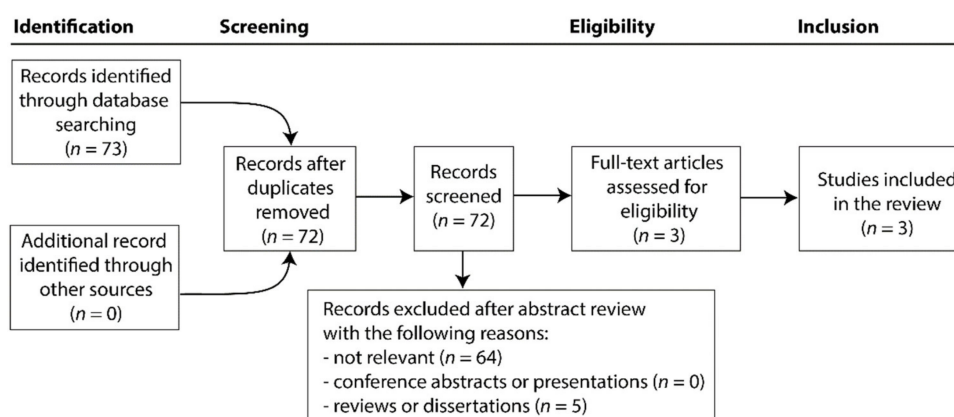 Identification
Screening
Eligibility
Inclusion
Records identified
through database
searching
(n = 73)
Additional record
identified through
other sources
(n = 0)
Records after
duplicates
removed
(n = 72)
Records
screened
(n = 72)
Records excluded after abstract review
with the following reasons:
- not relevant (n = 64)
- conference abstracts or presentations (n = 0)
- reviews or dissertations (n = 5)
Full-text articles
assessed for
eligibility
(n = 3)
Studies included
in the review
(n = 3)